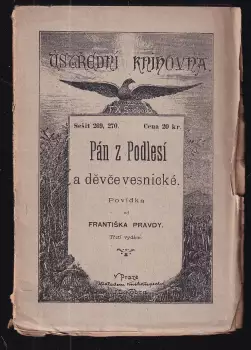 ÚSTŘEDNÍ KNIHOVNA
Sešit 269, 270. Cena 20 kr.
Pán z Podlesí
a děvče vesnické.
Povídka
od
FRANTIŠKA PRAVDY.
Třetí vydání.
V Praze